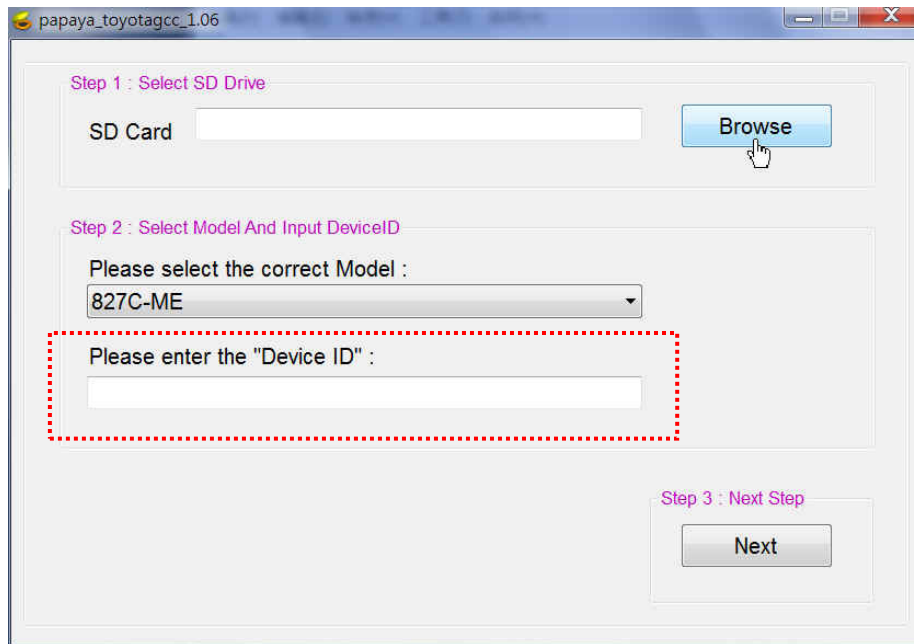 papaya_toyotagcc_1.06
Step 1 : Select SD Drive
SD Card
Browse
Step 2 : Select Model And Input DeviceID
Please select the correct Model :
827C-ME
Please enter the "Device ID" :
Step 3 : Next Step
Next